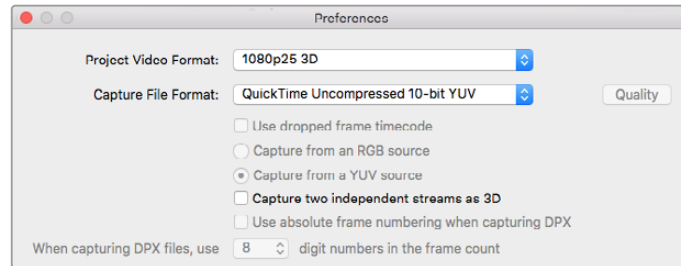 Preferences
Project Video Format: 1080p25 3D
Capture File Format: QuickTime Uncompressed 10-bit YUV Quality
Use dropped frame timecode
Capture from an RGB source
Capture from a YUV source
Capture two independent streams as 3D
Use absolute frame numbering when capturing DPX
When capturing DPX files, use 8 digit numbers in the frame count